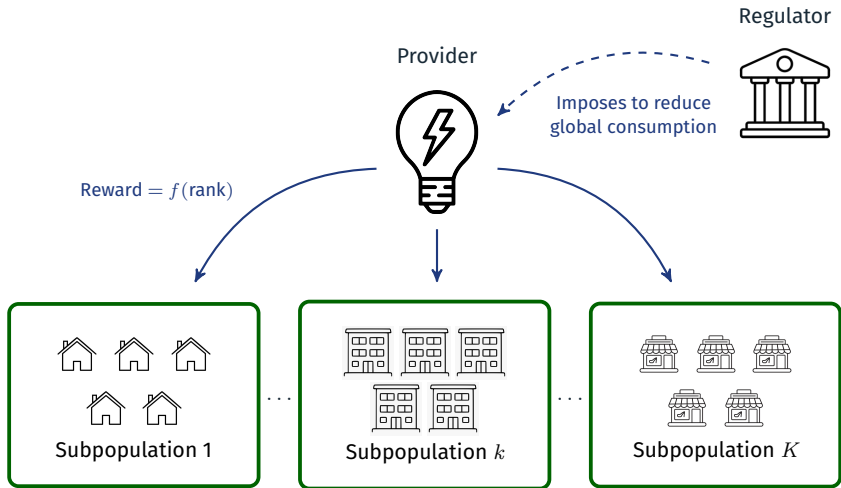 Regulator
Provider
Imposes to reduce
global consumption
Reward = f(rank)
. . .
. . .
Subpopulation 1
Subpopulation k
Subpopulation K